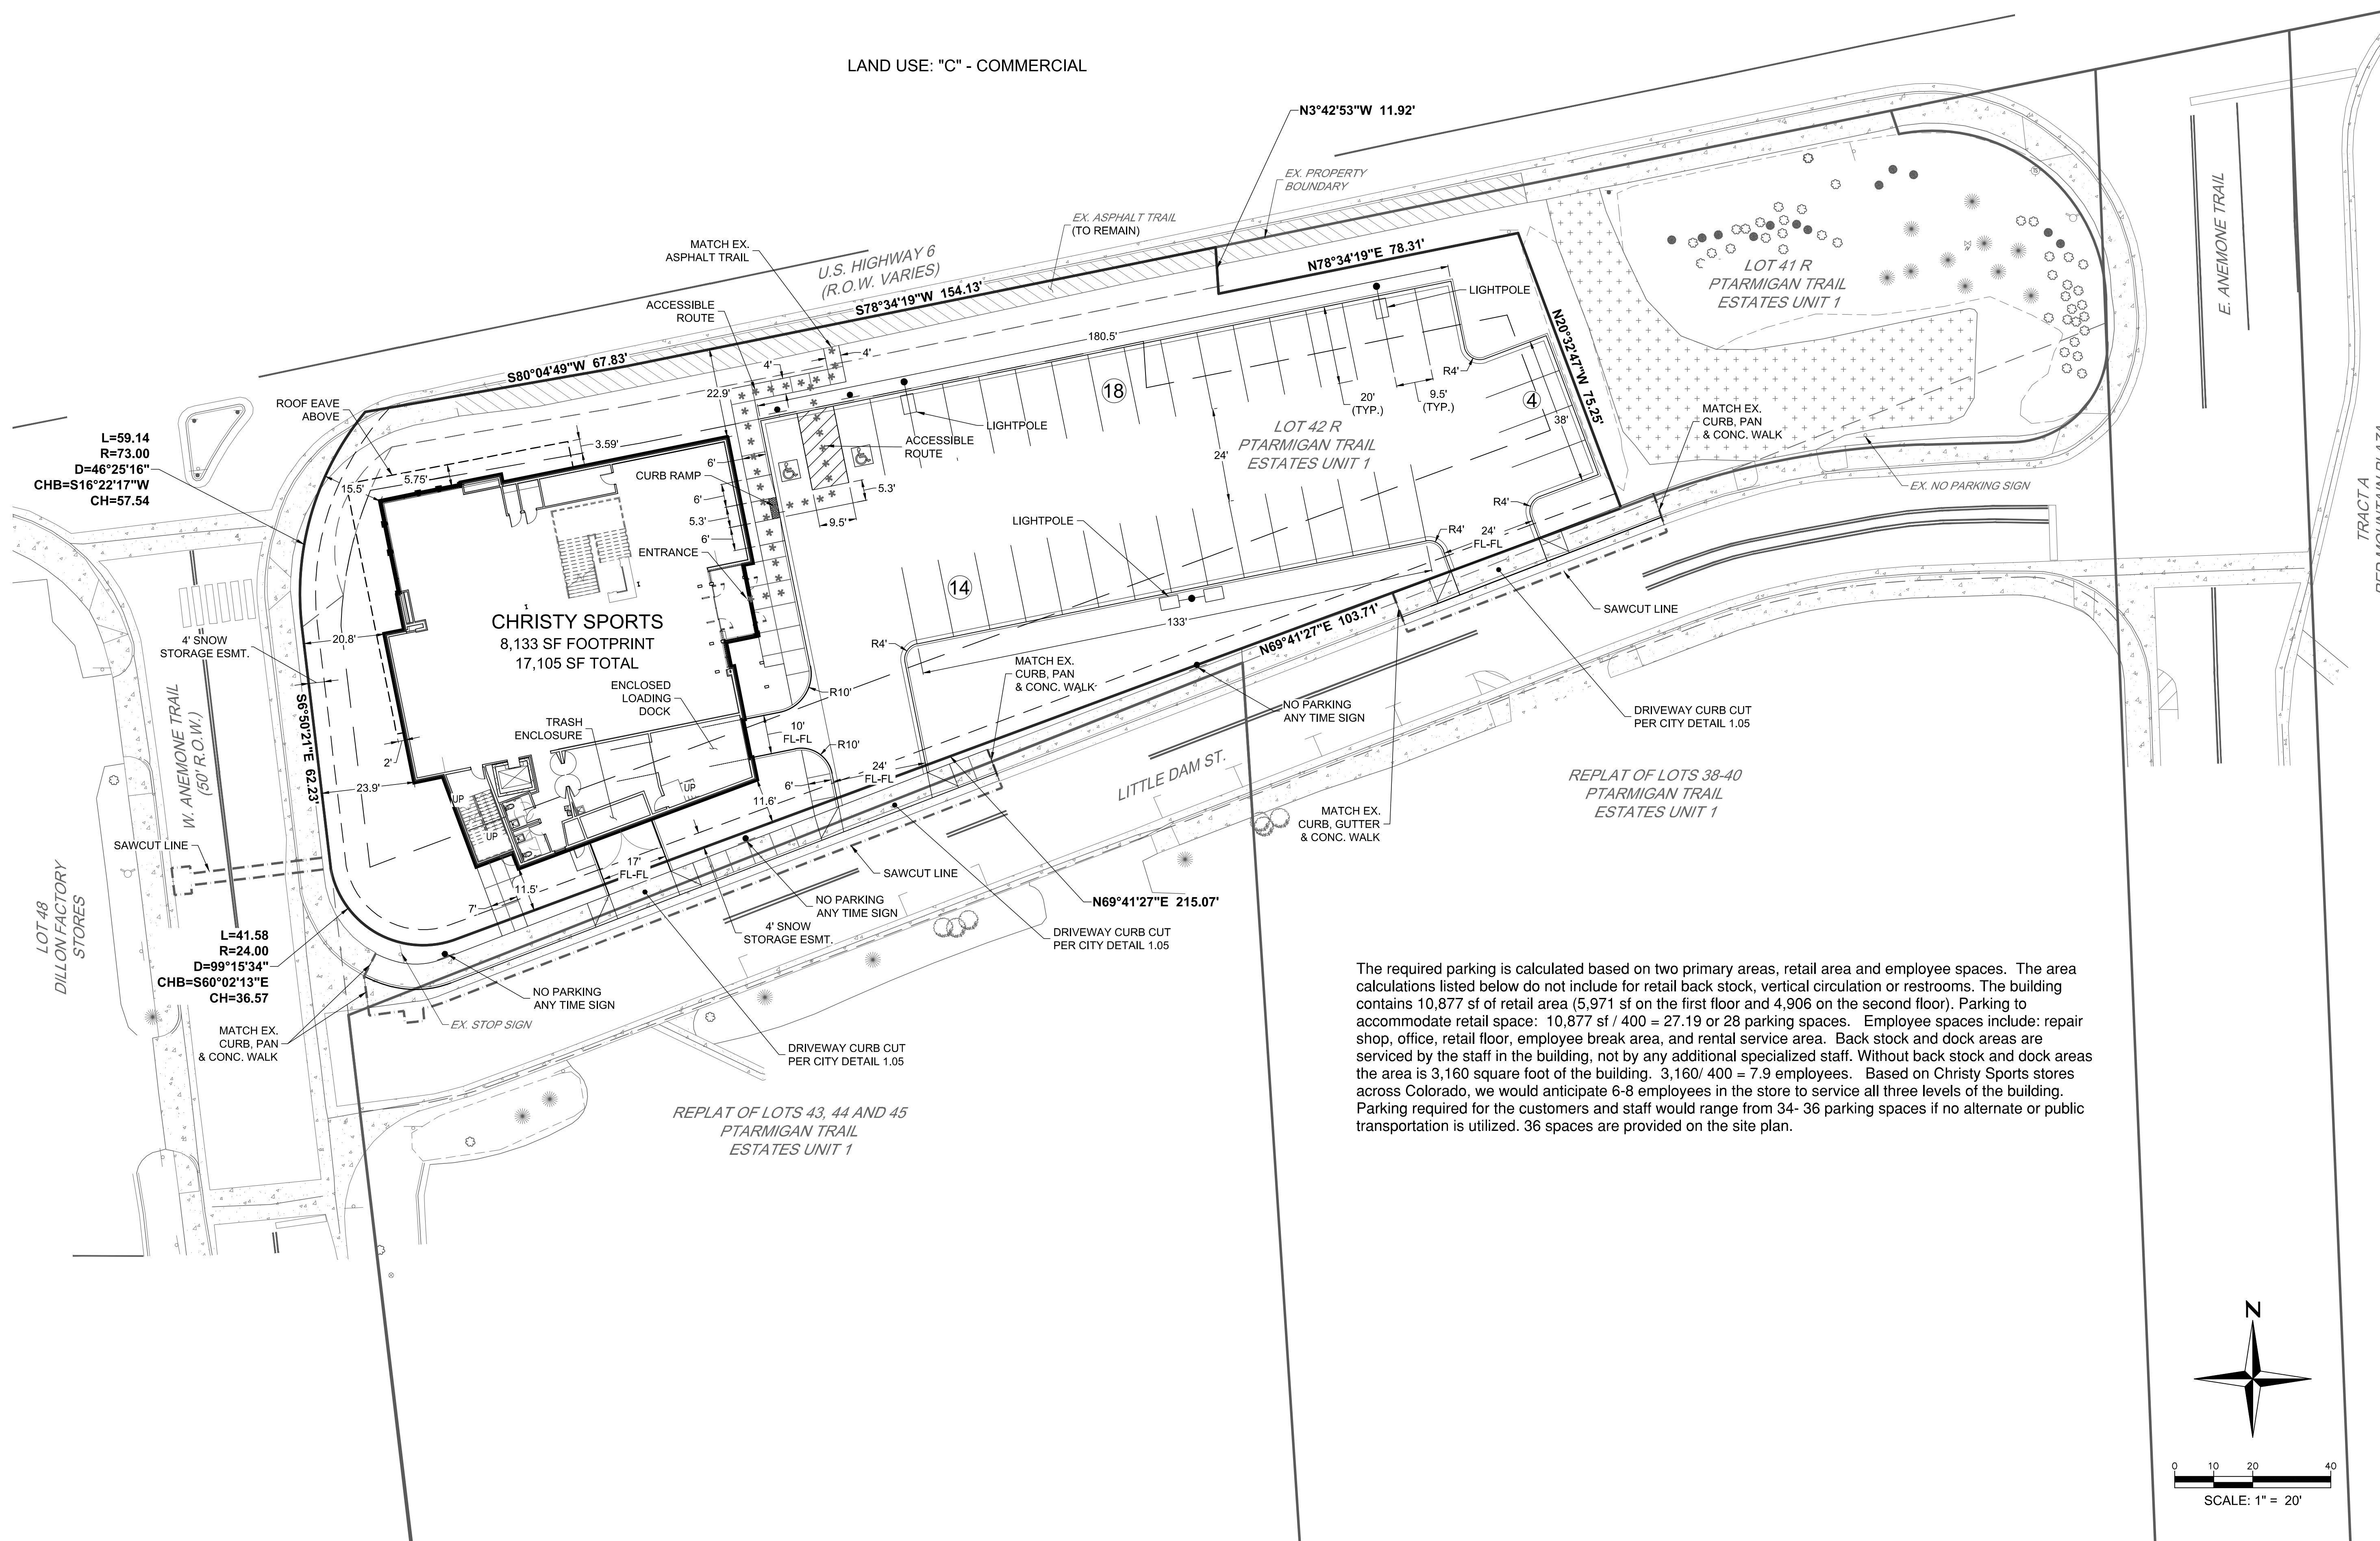 LAND USE: "C" - COMMERCIAL
N3°42'53"W 11.92'
EX. PROPERTY
BOUNDARY
EX. ASPHALT TRAIL
(TO REMAIN)
MATCH EX.
ASPHALT TRAIL
U.S. HIGHWAY 6
(R.O.W. VARIES)
S78°34'19"W 154.13'
N78°34'19"E 78.31'
S80°04'49"W 67.83'
ACCESSIBLE
ROUTE
4'
4'
22.9'
180.5'
LIGHTPOLE
R4'
N20°32'47"W 75.25'
LOT 41 R
PTARMIGAN TRAIL
ESTATES UNIT 1
E. ANEMONE TRAIL
TRACT A
ROOF EAVE
ABOVE
L=59.14
R=73.00
D=46°25'16"
CHB=S16°22'17"W
CH=57.54
15.5'
5.75'
3.59'
6'
CURB RAMP
6'
5.3'
6'
ENTRANCE
ACCESSIBLE
ROUTE
LIGHTPOLE
5.3'
9.5'
18
20'
(TYP.)
9.5'
(TYP.)
4
38'
24'
LOT 42 R
PTARMIGAN TRAIL
ESTATES UNIT 1
MATCH EX.
CURB, PAN
& CONC. WALK
EX. NO PARKING SIGN
LIGHTPOLE
R4'
R4'
24'
FL-FL
14
133'
R4'
SAWCUT LINE
CHRISTY SPORTS
8,133 SF FOOTPRINT
17,105 SF TOTAL
4' SNOW
STORAGE ESMT.
20.8'
S6°50'21"E 62.23'
W. ANEMONE TRAIL
(50' R.O.W.)
ENCLOSED
LOADING
DOCK
TRASH
ENCLOSURE
R10'
10'
FL-FL
R10'
24'
FL-FL
6'
11.6'
MATCH EX.
CURB, PAN
& CONC. WALK
N69°41'27"E 103.71'
NO PARKING
ANY TIME SIGN
DRIVEWAY CURB CUT
PER CITY DETAIL 1.05
LITTLE DAM ST.
REPLAT OF LOTS 38-40
PTARMIGAN TRAIL
ESTATES UNIT 1
MATCH EX.
CURB, GUTTER
& CONC. WALK
2'
23.9'
UP
UP
UP
SAWCUT LINE
LOT 48
DILLON FACTORY
STORES
17'
FL-FL
11.5'
7'
SAWCUT LINE
NO PARKING
ANY TIME SIGN
4' SNOW
STORAGE ESMT.
N69°41'27"E 215.07'
DRIVEWAY CURB CUT
PER CITY DETAIL 1.05
L=41.58
R=24.00
D=99°15'34"
CHB=S60°02'13"E
CH=36.57
NO PARKING
ANY TIME SIGN
EX. STOP SIGN
MATCH EX.
CURB, PAN
& CONC. WALK
DRIVEWAY CURB CUT
PER CITY DETAIL 1.05
REPLAT OF LOTS 43, 44 AND 45
PTARMIGAN TRAIL
ESTATES UNIT 1
The required parking is calculated based on two primary areas, retail area and employee spaces. The area
calculations listed below do not include for retail back stock, vertical circulation or restrooms. The building
contains 10,877 sf of retail area (5,971 sf on the first floor and 4,906 on the second floor). Parking to
accommodate retail space: 10,877 sf / 400 = 27.19 or 28 parking spaces. Employee spaces include: repair
shop, office, retail floor, employee break area, and rental service area. Back stock and dock areas are
serviced by the staff in the building, not by any additional specialized staff. Without back stock and dock areas
the area is 3,160 square foot of the building. 3,160/ 400 = 7.9 employees. Based on Christy Sports stores
across Colorado, we would anticipate 6-8 employees in the store to service all three levels of the building.
Parking required for the customers and staff would range from 34- 36 parking spaces if no alternate or public
transportation is utilized. 36 spaces are provided on the site plan.
N
0 10 20 40
SCALE: 1" = 20'